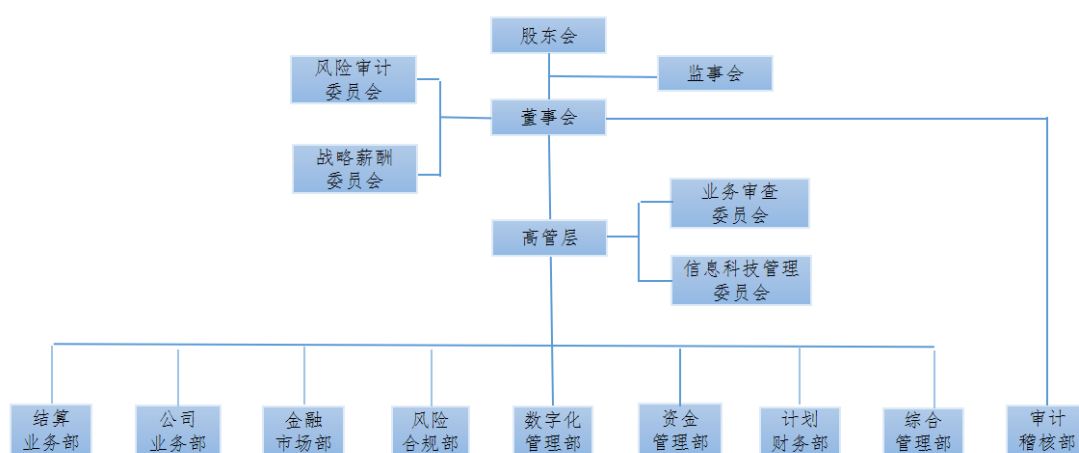 股东会
风险审计
委员会
监事会
董事会
战略薪酬
委员会
业务审查
委员会
高管层
信息科技管理
委员会
结算
业务部
公司
业务部
金融
市场部
风险
合规部
数字化
管理部
资金
管理部
计划
财务部
综合
管理部
审计
稽核部